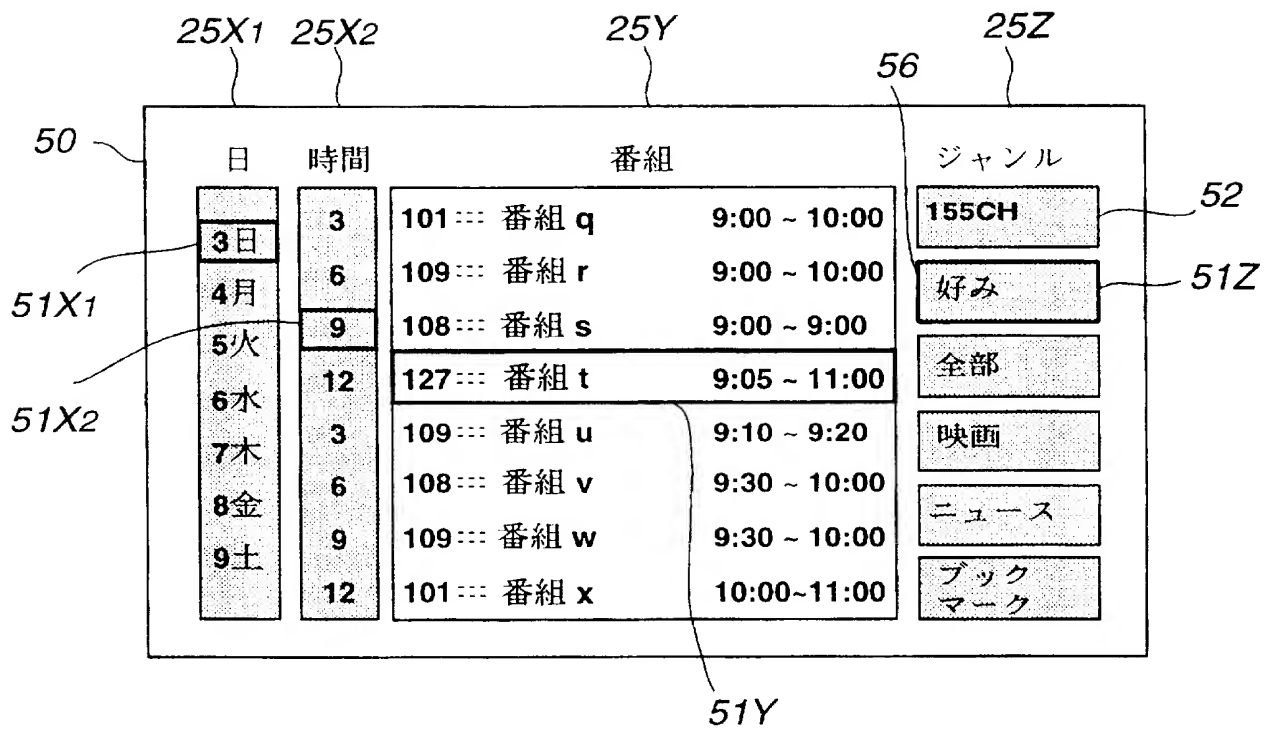 25X1 25X2 25Y 25Z
56
50
日 時間 番組 ジャンル
3日
4月
5火
6水
7木
8金
9土
3
6
9
12
3
6
9
12
101 ::: 番組 q 9:00 ~ 10:00
109 ::: 番組 r 9:00 ~ 10:00
108 ::: 番組 s 9:00 ~ 9:00
127 ::: 番組 t 9:05 ~ 11:00
109 ::: 番組 u 9:10 ~ 9:20
108 ::: 番組 v 9:30 ~ 10:00
109 ::: 番組 w 9:30 ~ 10:00
101 ::: 番組 x 10:00~11:00
155CH
好み
全部
映画
ニュース
ブック
マーク
52
51Z
51X1
51X2
51Y